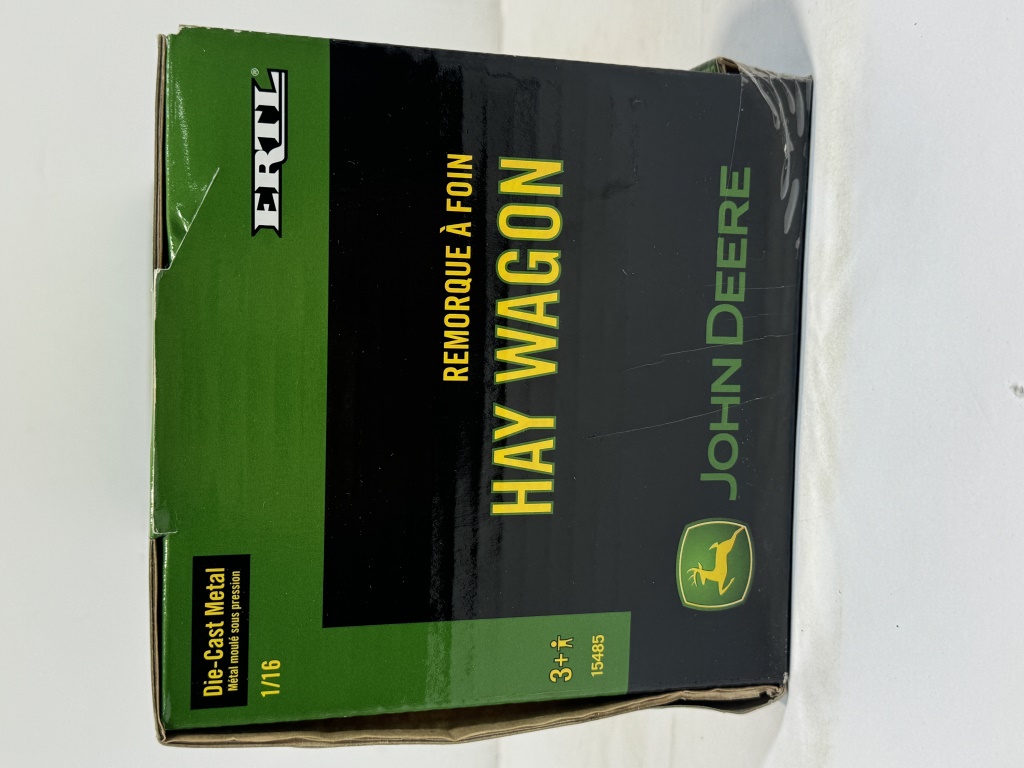 Die-Cast Metal
Métal moulé sous pression
1/16
ERTL®
REMORQUE À FOIN
HAY WAGON
3+
15485
JOHN DEERE